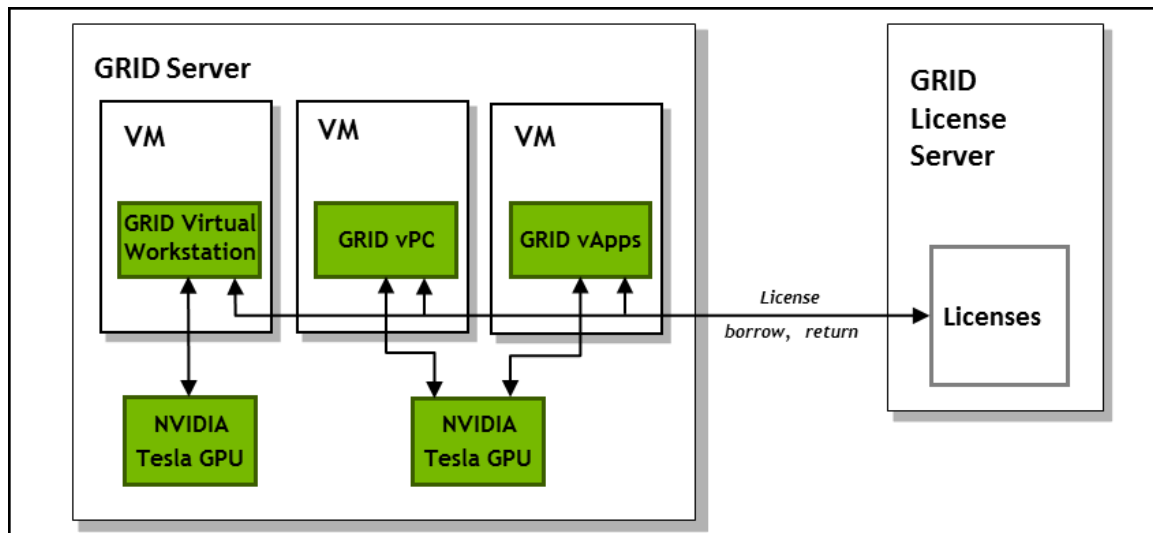 GRID Server
VM
VM
VM
GRID Virtual
Workstation
GRID vPC
GRID vApps
NVIDIA
Tesla GPU
NVIDIA
Tesla GPU
License
borrow, return
GRID
License
Server
Licenses